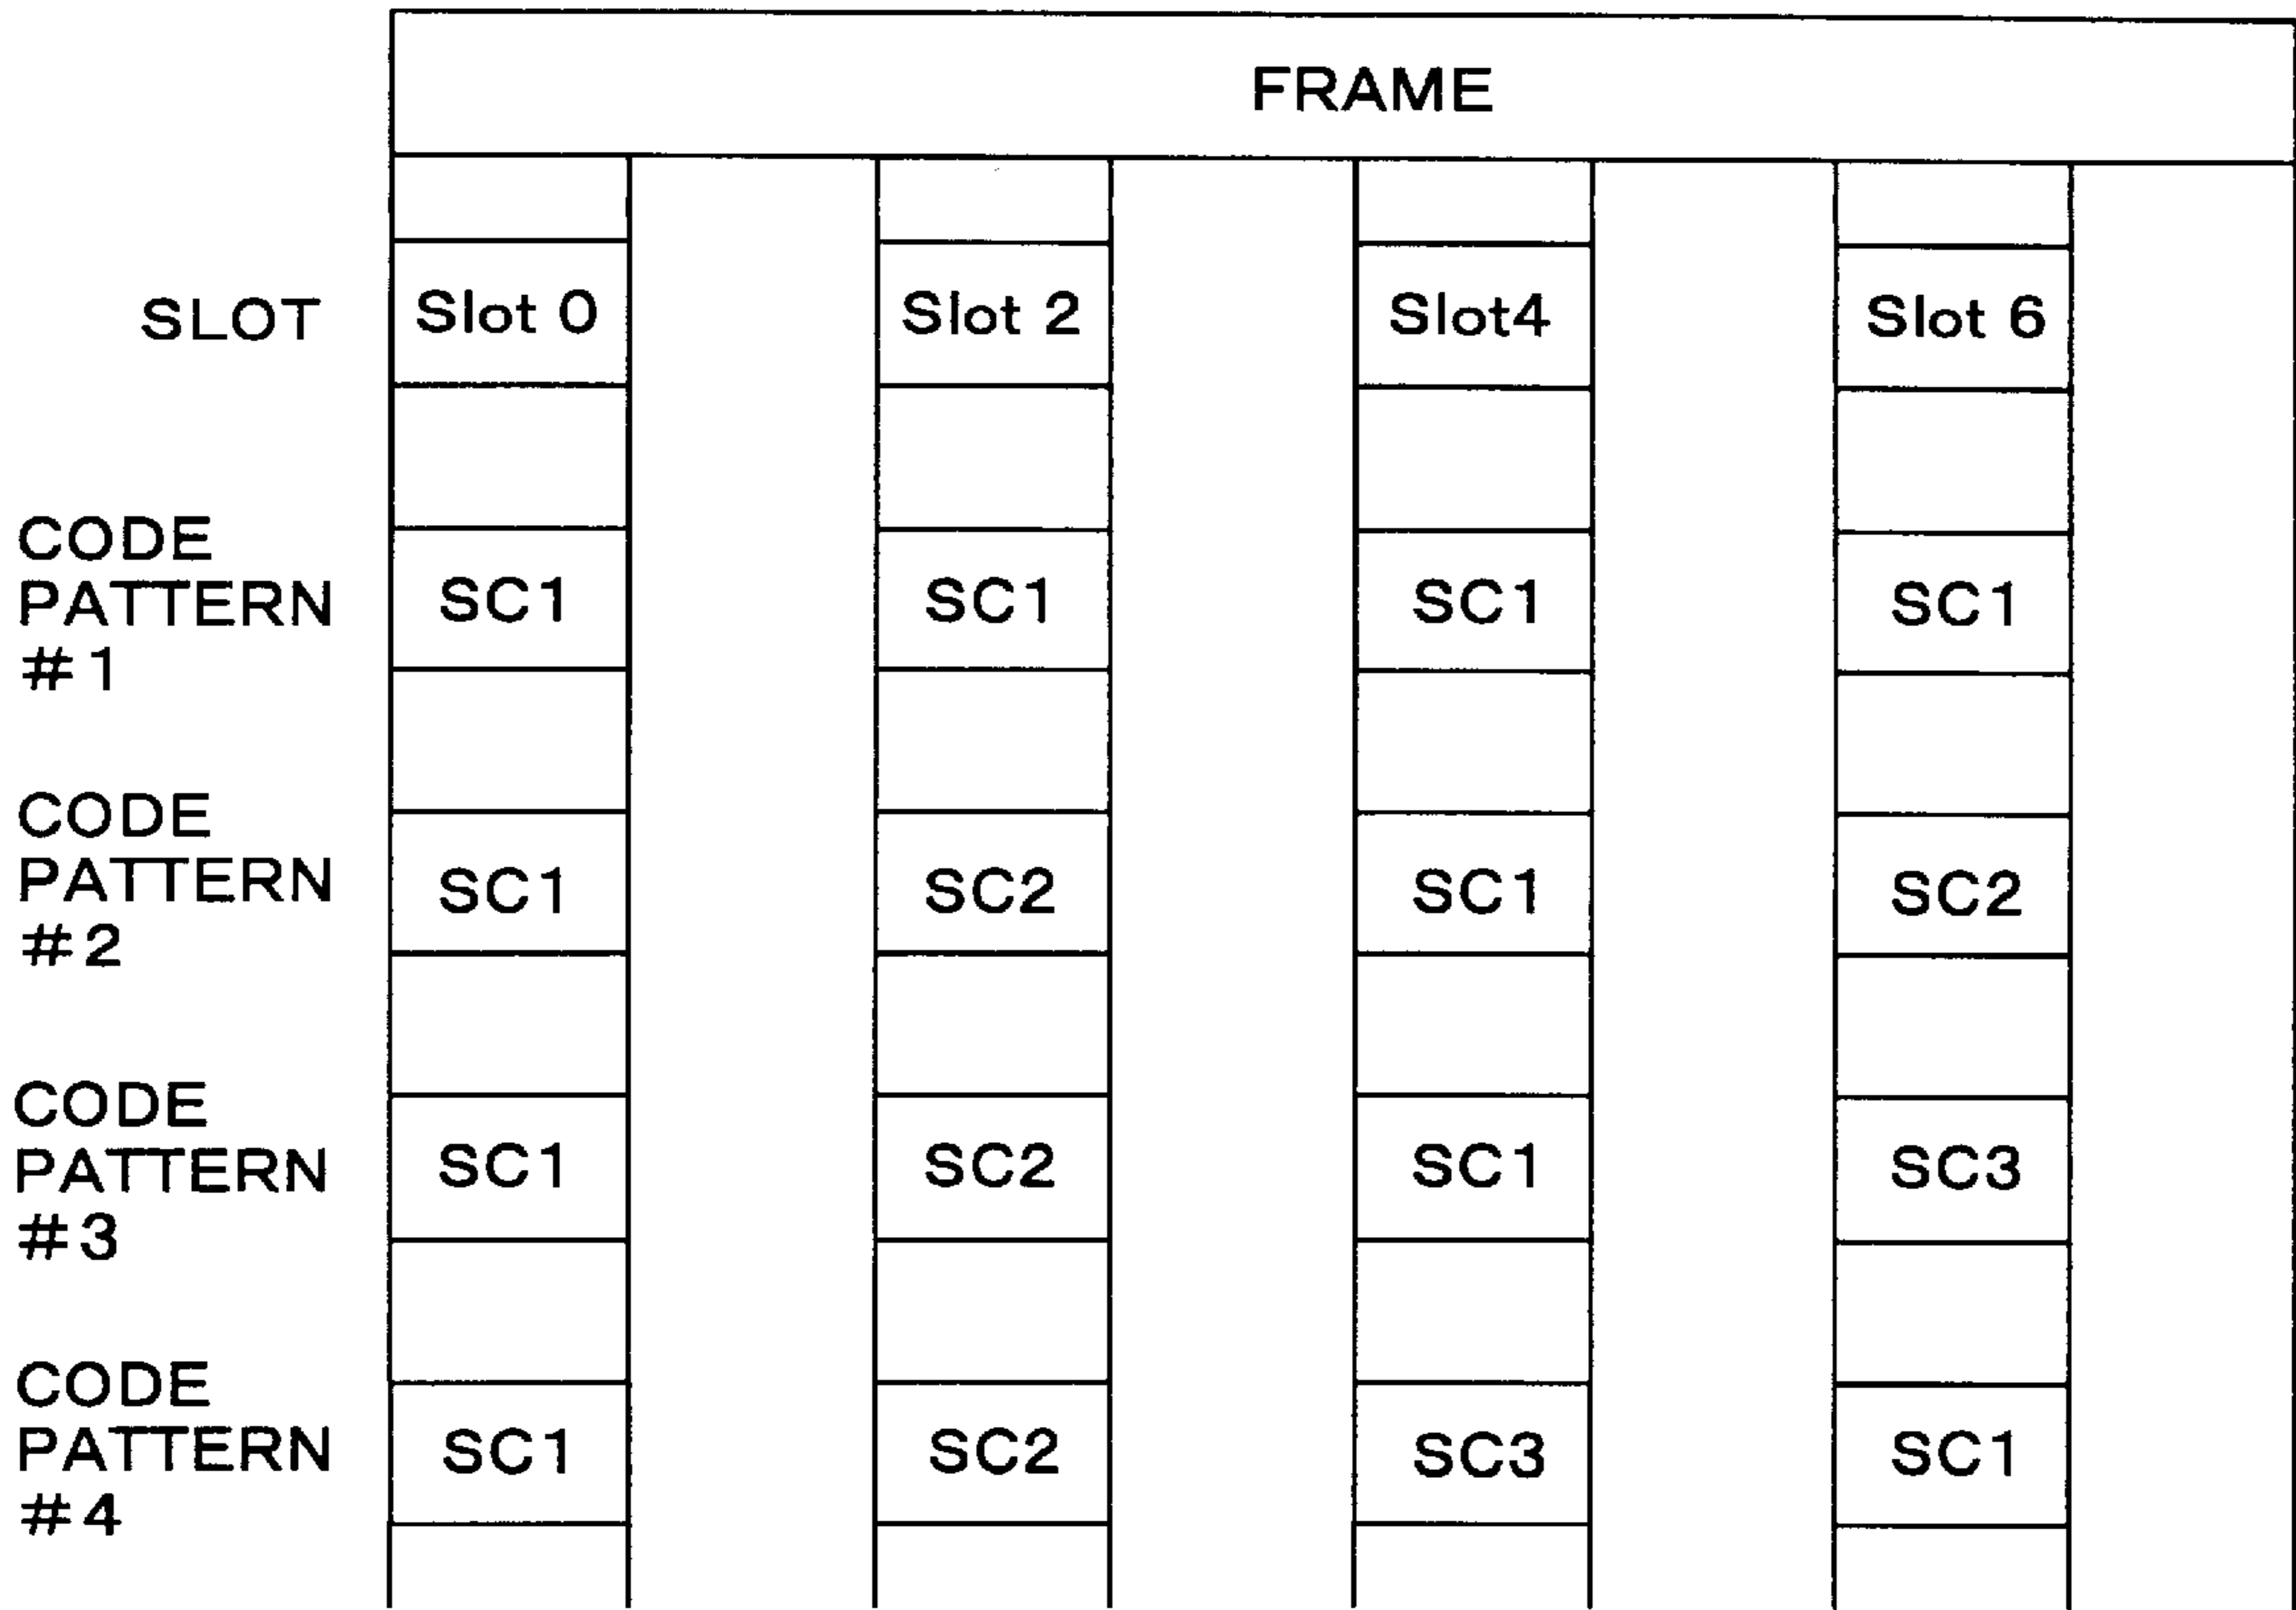 FRAME
SLOT Slot 0 Slot 2 Slot4 Slot 6
CODE
PATTERN
#1
SC1 SC1 SC1 SC1
CODE
PATTERN
#2
SC1 SC2 SC1 SC2
CODE
PATTERN
#3
SC1 SC2 SC1 SC3
CODE
PATTERN
#4
SC1 SC2 SC3 SC1